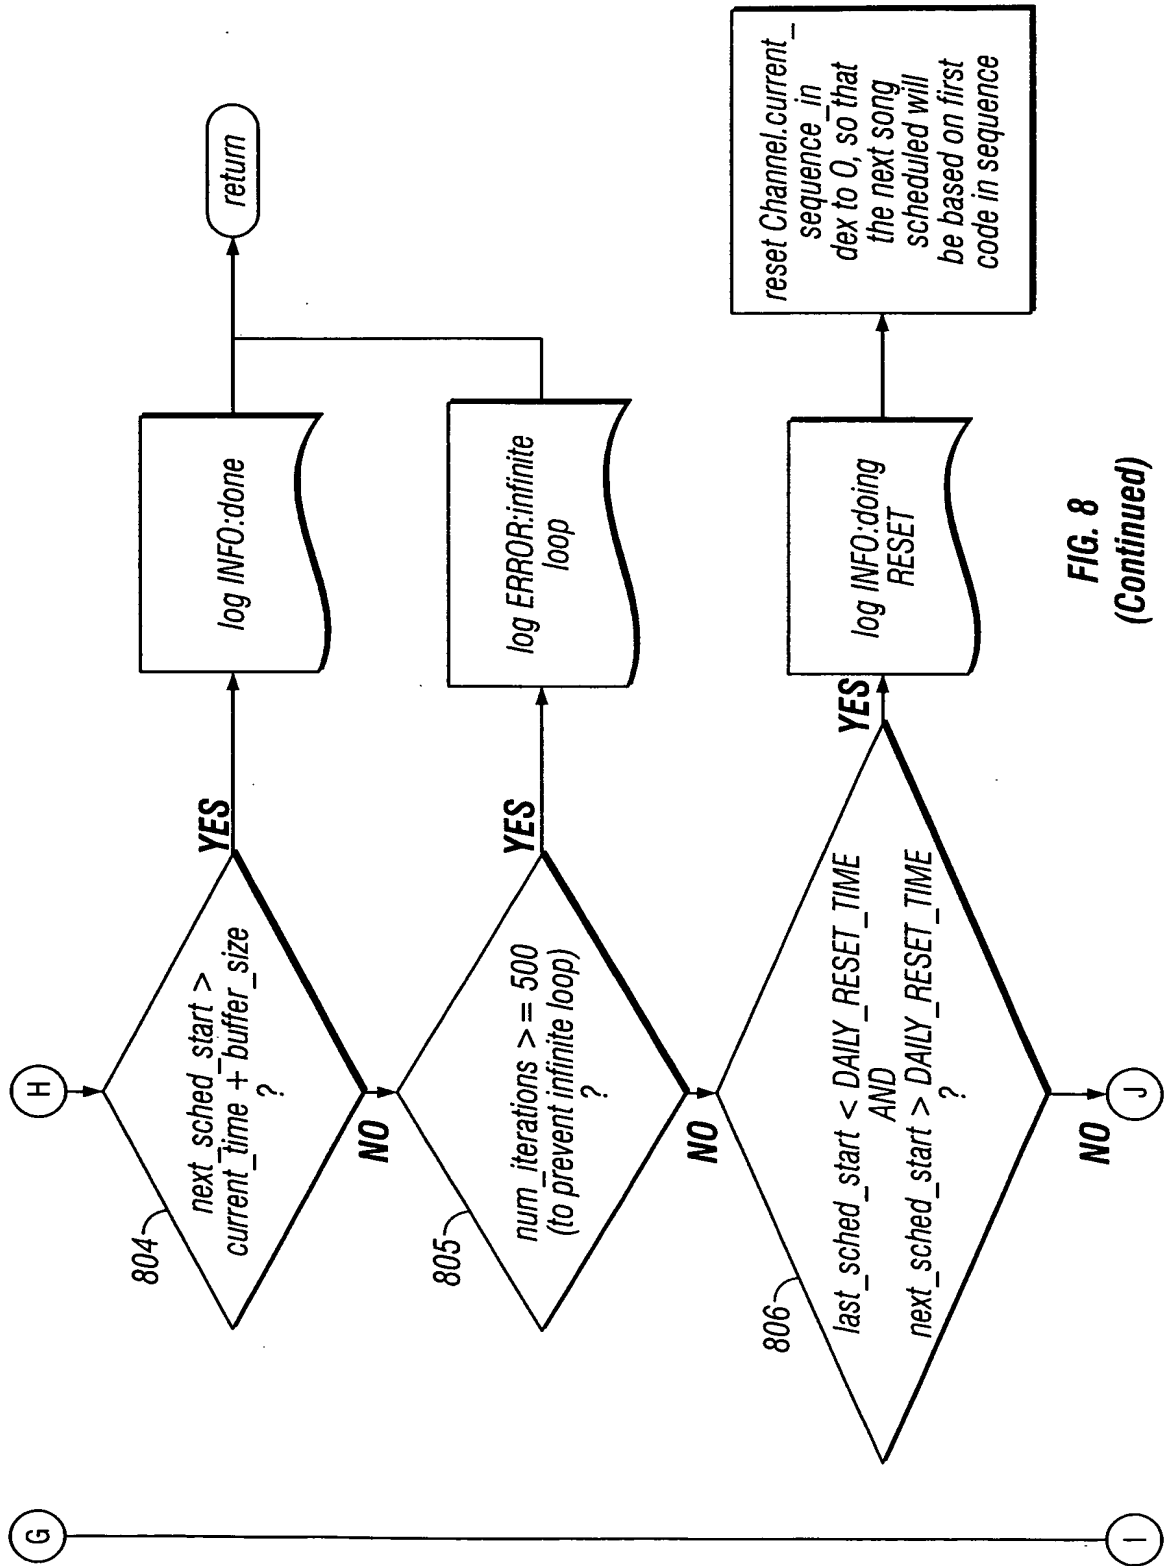 G
H
804
next_sched_start >
current_time + buffer_size
?
YES
log INFO:done
return
NO
805
num_iterations >= 500
(to prevent infinite loop)
?
YES
log ERROR:infinite
loop
NO
806
last_sched_start < DAILY_RESET_TIME
AND
next_sched_start > DAILY_RESET_TIME
?
YES
log INFO:doing
RESET
reset Channel.current_
sequence_in
dex to 0, so that
the next song
scheduled will
be based on first
code in sequence
NO
I
J
FIG. 8
(Continued)